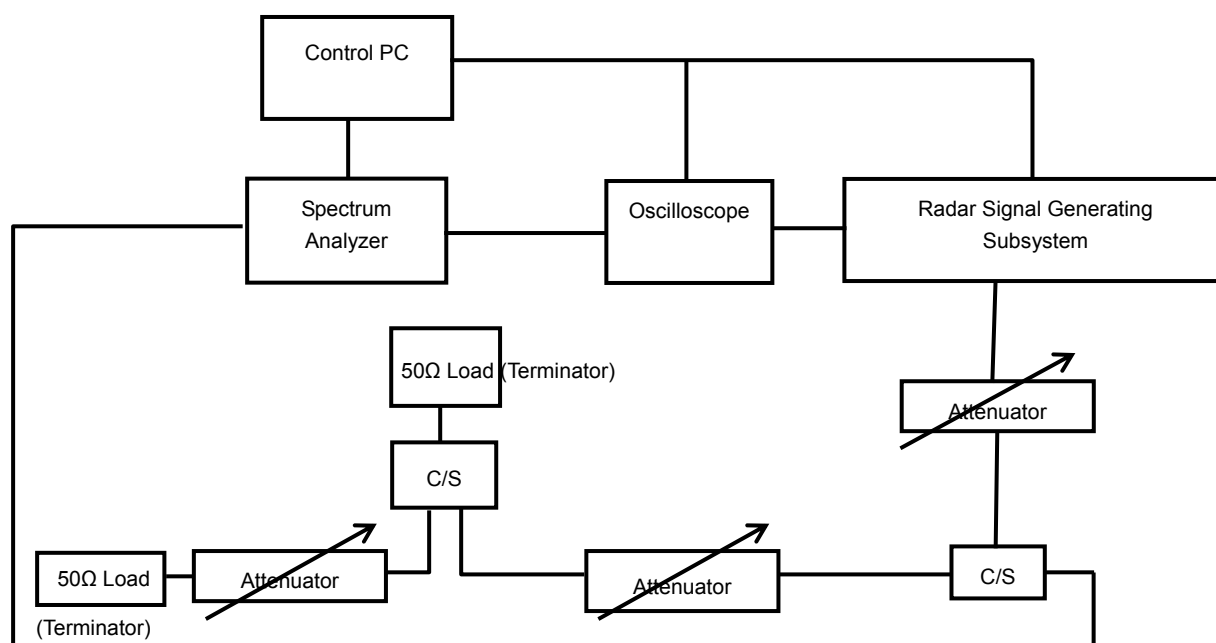 Control PC
Spectrum
Analyzer
Oscilloscope
Radar Signal Generating
Subsystem
50Ω Load (Terminator)
Attenuator
C/S
50Ω Load
(Terminator)
Attenuator
Attenuator
C/S